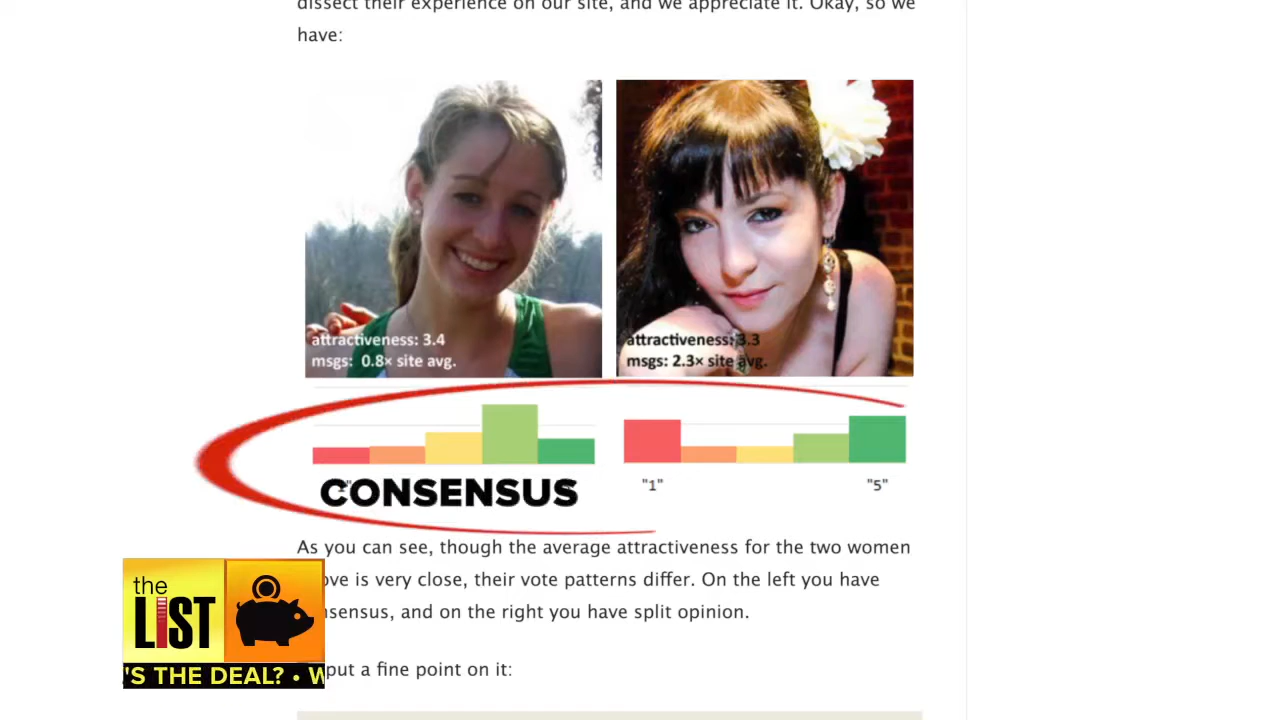 dissect their experience on our site, and we appreciate it. Okay, so we
have:
attractiveness: 3.4
msgs: 0.8× site avg.
attractiveness: 3.3
msgs: 2.3× site avg.
CONSENSUS
"1"
"5"
As you can see, though the average attractiveness for the two women
ove is very close, their vote patterns differ. On the left you have
nsensus, and on the right you have split opinion.
put a fine point on it:
the
LIST
'S THE DEAL? • W